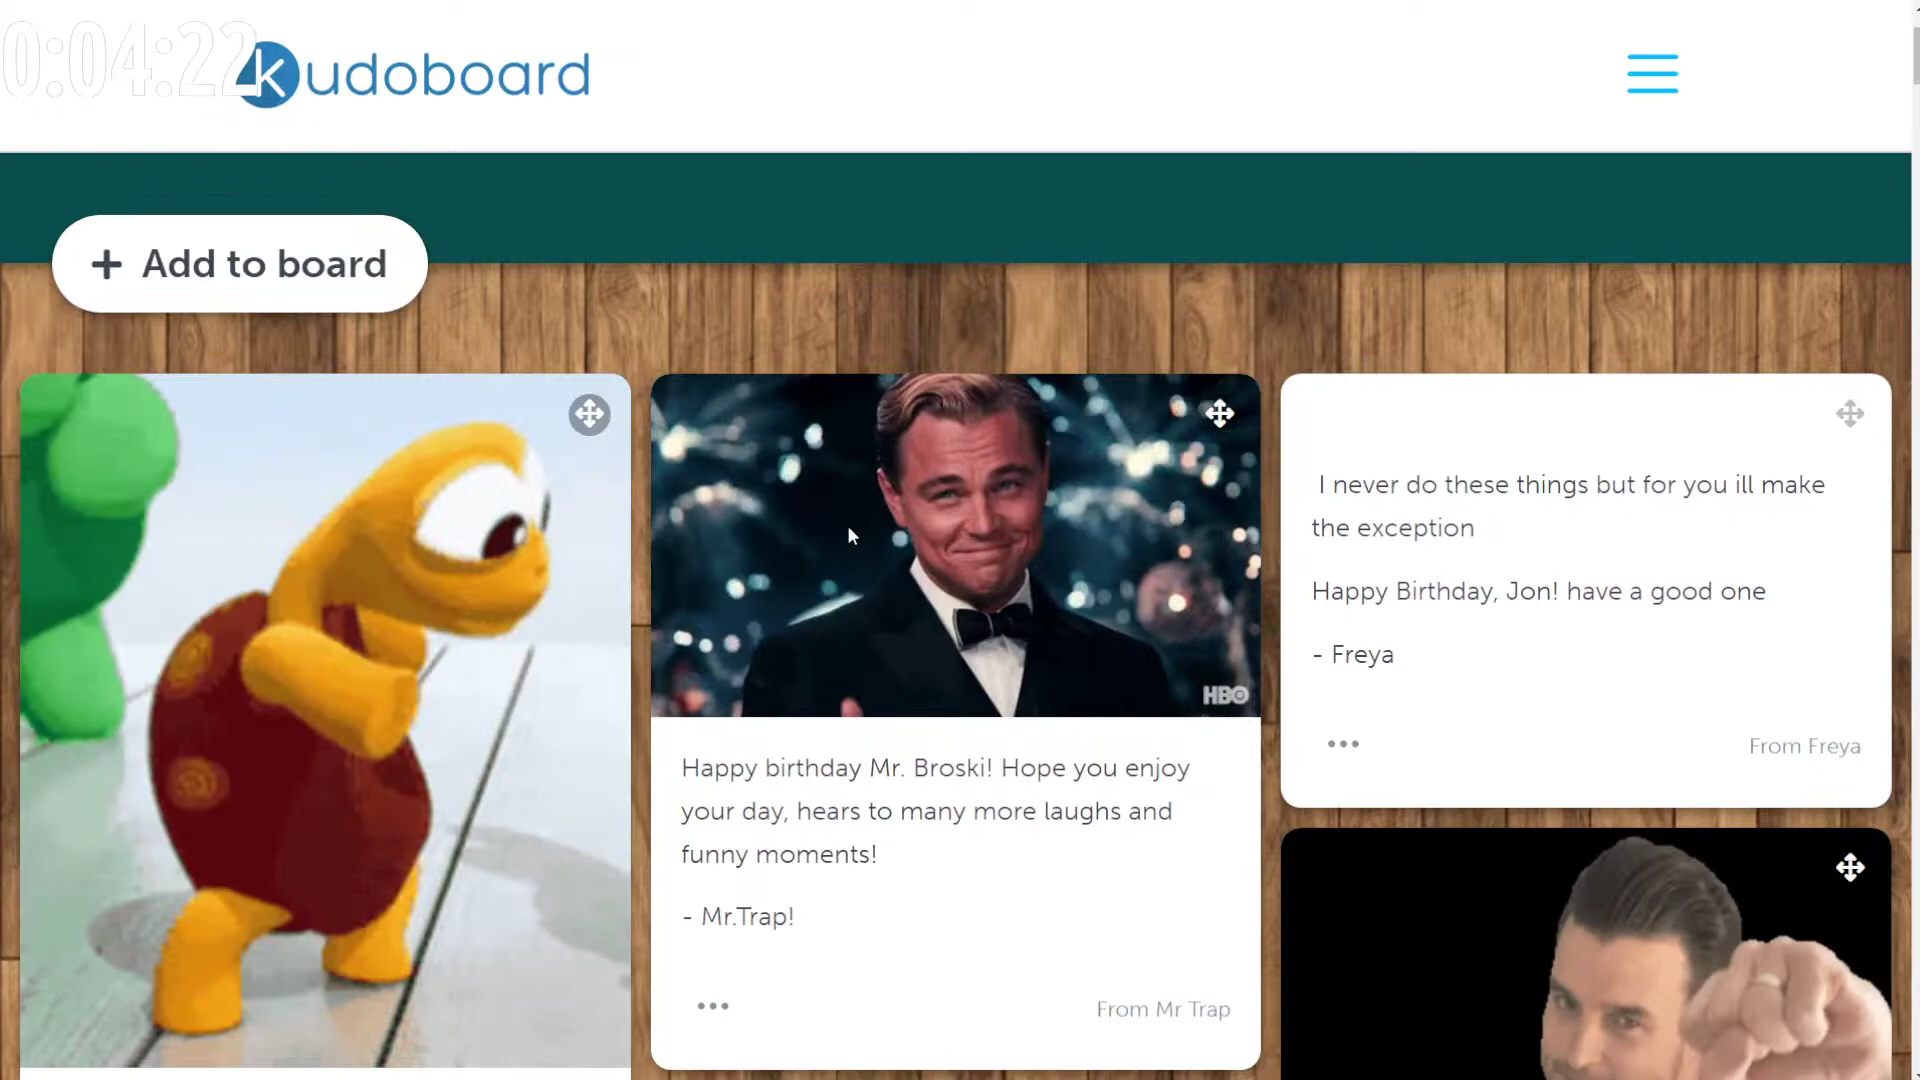 0:04:22
kudoboard
+ Add to board
HBO
Happy birthday Mr. Broski! Hope you enjoy
your day, hears to many more laughs and
funny moments!
- Mr.Trap!
From Mr Trap
I never do these things but for you ill make
the exception
Happy Birthday, Jon! have a good one
- Freya
From Freya